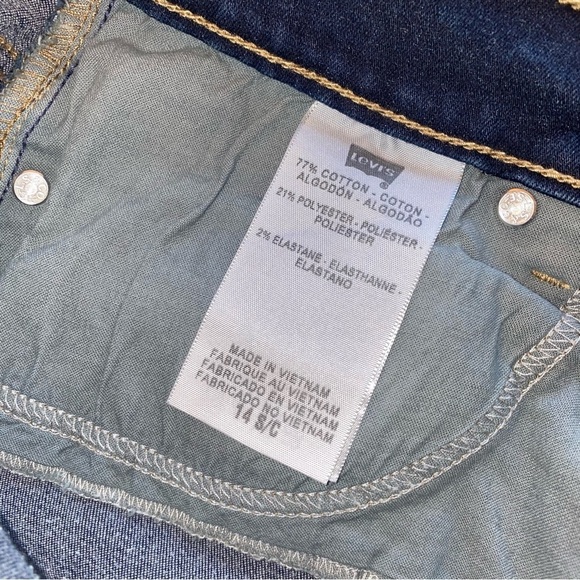 Levi's
®
77% COTTON - COTON -
ALGODÓN - ALGODÃO
21% POLYESTER - POLIÉSTER -
POLIESTER
2% ELASTANE - ELASTHANNE -
ELASTANO
MADE IN VIETNAM
FABRIQUE AU VIETNAM
FABRICADO EN VIETNAM
FABRICADO NO VIETNAM
14 S/C